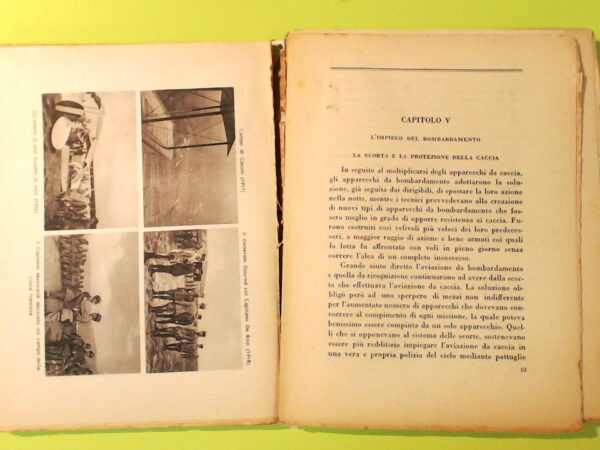 Campo di Casoni (1917)
Il Generale Gourod col Capitano De Riso (1918)
CAPITOLO V
L'IMPIEGO DEL BOMBARDAMENTO
LA SCORTA E LA PROTEZIONE DELLA CACCIA
In seguito al moltiplicarsi degli apparecchi da caccia,
gli apparecchi da bombardamento adottarono la solu-
zione, già seguita dai dirigibili, di spostare la loro azione
nella notte, mentre i tecnici provvedevano alla creazione
di nuovi tipi di apparecchi da bombardamento che fos-
sero meglio in grado di opporre resistenza ai caccia. Fu-
rono costruiti così velivoli più veloci dei loro predeces-
sori, a maggior raggio di azione e bene armati coi quali
la lotta fu affrontata con voli in pieno giorno senza
correre l'alea di un completo insuccesso.
Grande aiuto diretto l'aviazione da bombardamento e
quella da ricognizione continuarono ad avere dalla scor-
ta che effettuava l'aviazione da caccia. La soluzione ob-
bligò però ad uno sperpero di mezzi non indifferente
per l'aumentato numero di apparecchi che dovevano con-
correre al compimento di ogni missione, la quale poteva
benissimo essere compiuta da un solo apparecchio. Quel-
li che si opponevano al sistema delle scorte, sostenevano
essere più redditizio impiegare l'aviazione da caccia in
una vera e propria polizia del cielo mediante pattuglie